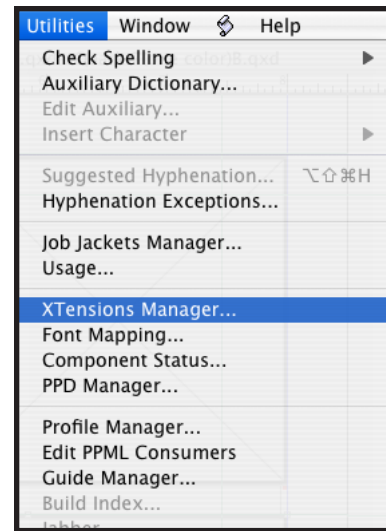 Utilities Window Help
Check Spelling
Auxiliary Dictionary...
Edit Auxiliary...
Insert Character
Suggested Hyphenation... ⌥⇧⌘H
Hyphenation Exceptions...
Job Jackets Manager...
Usage...
XTensions Manager...
Font Mapping...
Component Status...
PPD Manager...
Profile Manager...
Edit PPML Consumers
Guide Manager...
Build Index...
Jabber